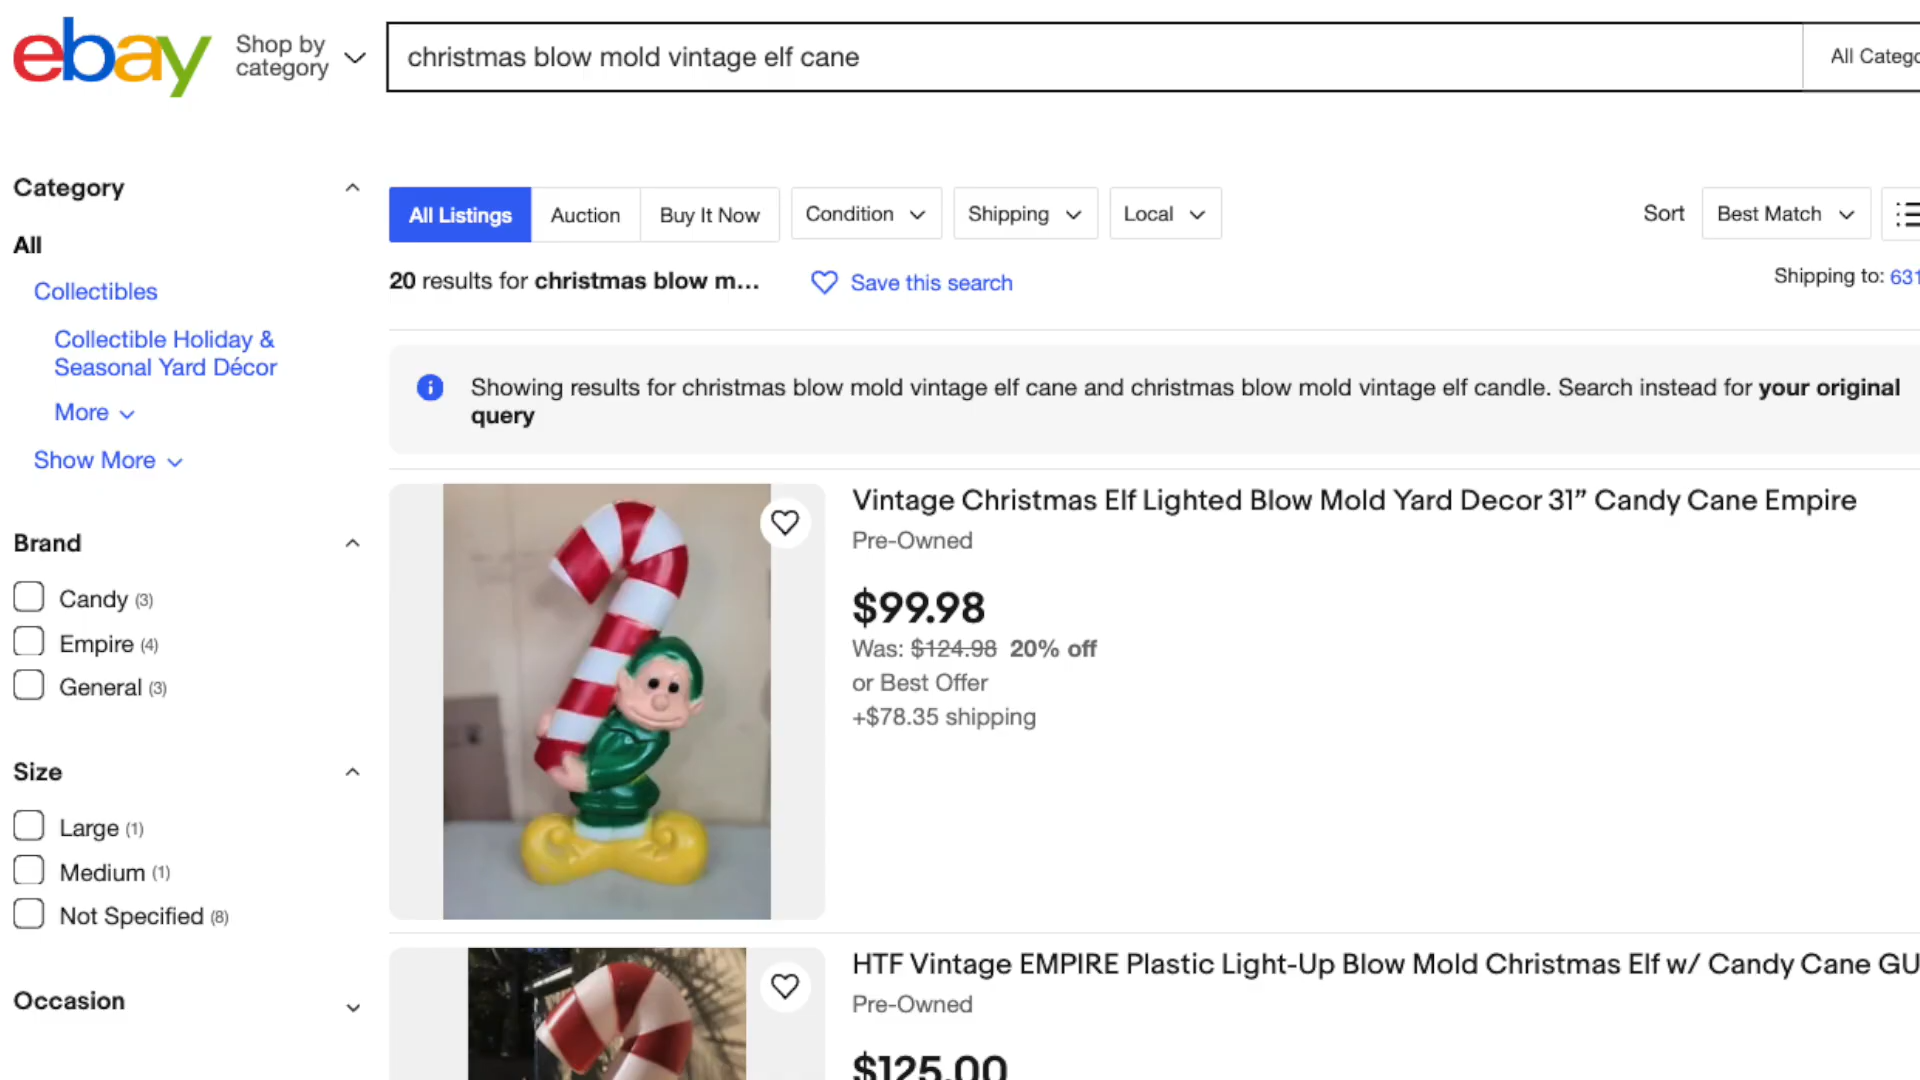 ebay
Shop by
category
christmas blow mold vintage elf cane
All Catego
Category
All
Collectibles
Collectible Holiday &
Seasonal Yard Décor
More
Show More
Brand
Candy (3)
Empire (4)
General (3)
Size
Large (1)
Medium (1)
Not Specified (8)
Occasion
All Listings
Auction
Buy It Now
Condition
Shipping
Local
Sort
Best Match
20 results for christmas blow m...
Save this search
Shipping to: 631
Showing results for christmas blow mold vintage elf cane and christmas blow mold vintage elf candle. Search instead for your original
query
Vintage Christmas Elf Lighted Blow Mold Yard Decor 31” Candy Cane Empire
Pre-Owned
$99.98
Was: $124.98 20% off
or Best Offer
+$78.35 shipping
HTF Vintage EMPIRE Plastic Light-Up Blow Mold Christmas Elf w/ Candy Cane GU
Pre-Owned
$125.00